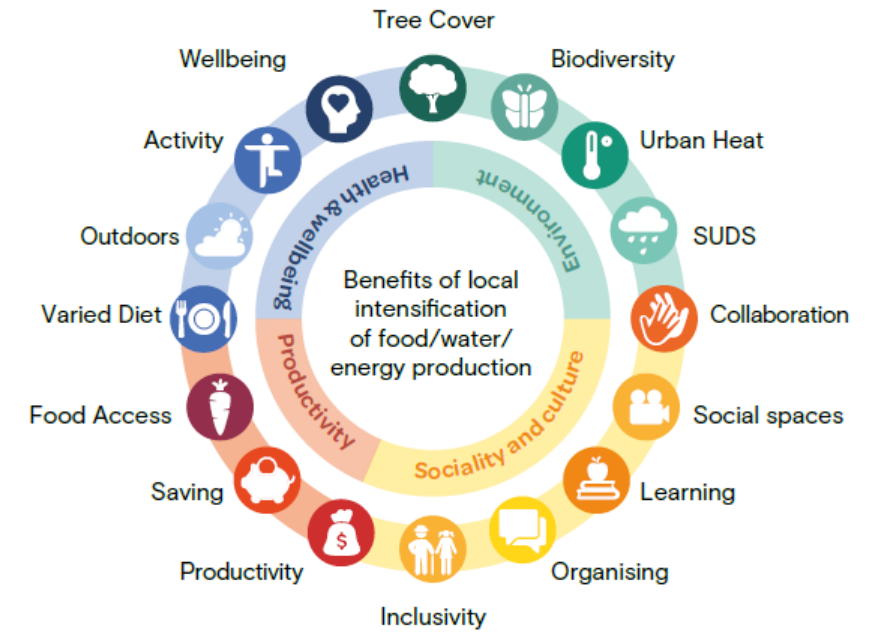 Tree Cover
Biodiversity
Urban Heat
SUDS
Collaboration
Social spaces
Learning
Organising
Inclusivity
Productivity
Saving
Food Access
Varied Diet
Outdoors
Activity
Wellbeing
Health & wellbeing
Environment
Sociality and culture
Productivity
Benefits of local
intensification
of food/water/
energy production
$